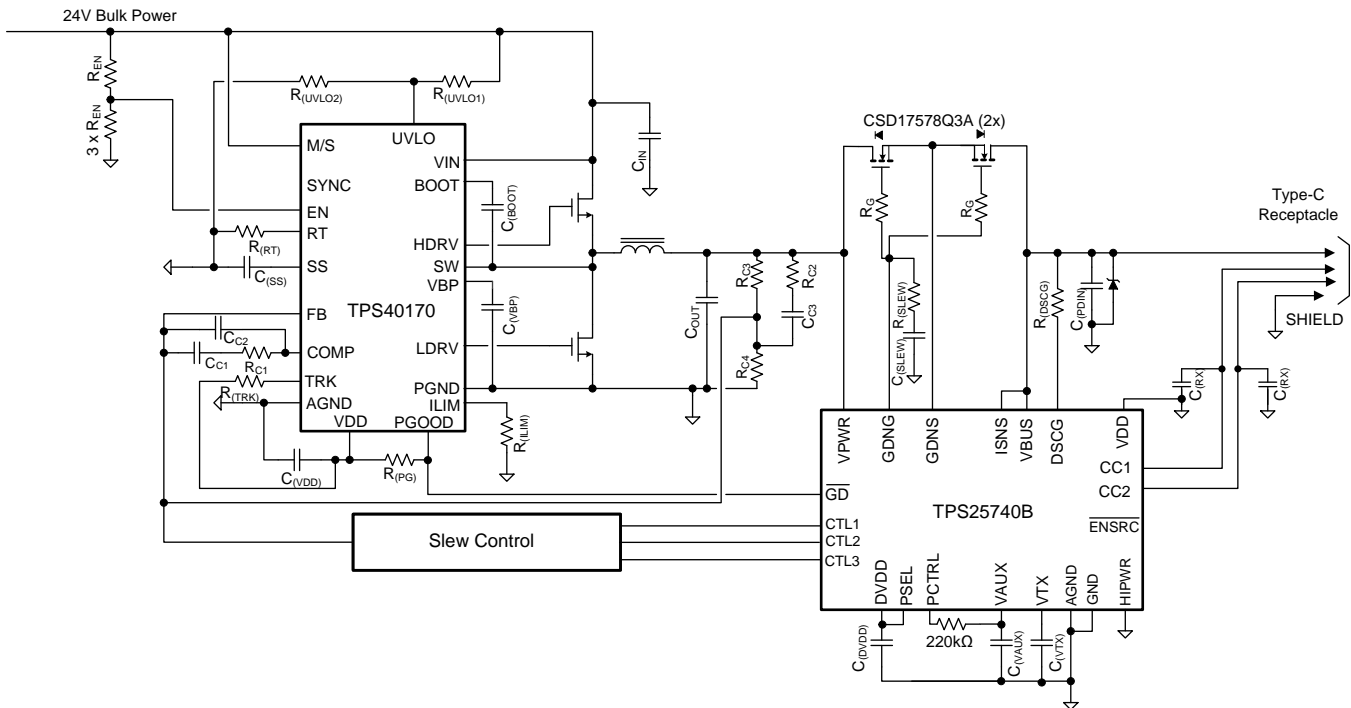 24V Bulk Power
R_EN
3 x R_EN
R_(UVLO2)
R_(UVLO1)
UVLO
M/S
SYNC
EN
RT
SS
FB
COMP
TRK
AGND
VDD
PGOOD
VIN
BOOT
HDRV
SW
VBP
LDRV
PGND
ILIM
TPS40170
R_(RT)
C_(SS)
C_C2
C_C1
R_C1
R_(TRK)
C_(VDD)
R_(PG)
R_(ILIM)
C_(BOOT)
C_(VBP)
C_IN
C_OUT
R_C3
R_C2
C_C3
R_C4
CSD17578Q3A (2x)
R_G
R_G
R_(SLEW)
C_(SLEW)
R_(DSCG)
C_(PDIN)
Type-C
Receptacle
SHIELD
C_(RX)
C_(RX)
VPWR
GDNG
GDNS
ISNS
VBUS
DSCG
VDD
CC1
CC2
ENSRC
GD
CTL1
CTL2
CTL3
TPS25740B
DVDD
PSEL
PCTRL
VAUX
VTX
AGND
GND
HIPWR
Slew Control
220kΩ
C_(DVDD)
C_(VAUX)
C_(VTX)